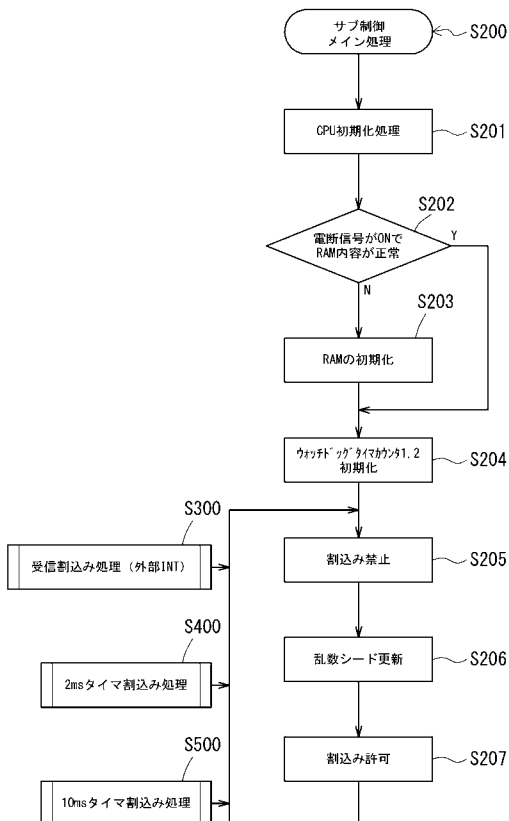 サブ制御
メイン処理
S200
CPU初期化処理
S201
S202
電断信号がONで
RAM内容が正常
Y
N
S203
RAMの初期化
ウォッチドッグタイマカウンタ1,2
初期化
S204
S300
受信割込み処理（外部INT）
割込み禁止
S205
S400
2msタイマ割込み処理
乱数シード更新
S206
S500
10msタイマ割込み処理
割込み許可
S207